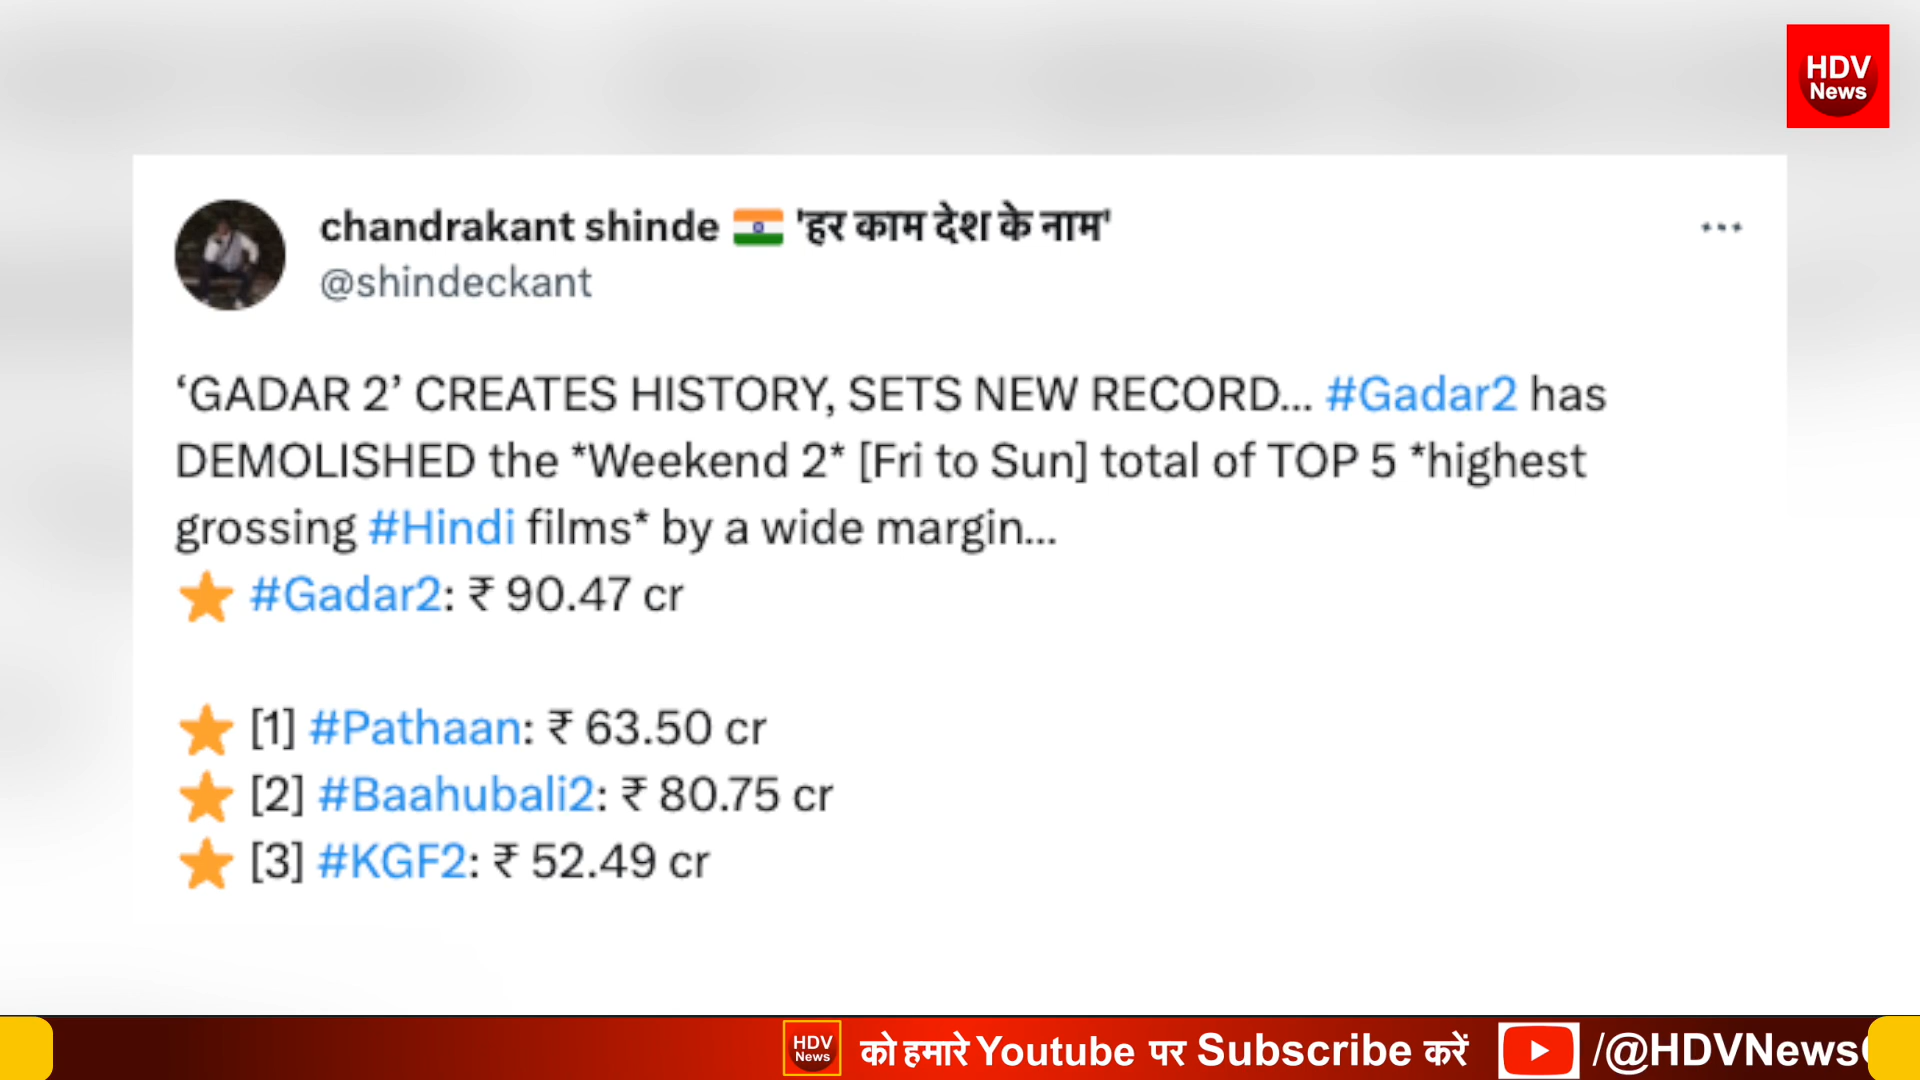 HDV
News
chandrakant shinde 🇮🇳 'हर काम देश के नाम'
@shindeckant
‘GADAR 2’ CREATES HISTORY, SETS NEW RECORD... #Gadar2 has
DEMOLISHED the *Weekend 2* [Fri to Sun] total of TOP 5 *highest
grossing #Hindi films* by a wide margin...
⭐ #Gadar2: ₹ 90.47 cr
⭐ [1] #Pathaan: ₹ 63.50 cr
⭐ [2] #Baahubali2: ₹ 80.75 cr
⭐ [3] #KGF2: ₹ 52.49 cr
HDV
News
को हमारे Youtube पर Subscribe करें /@HDVNews